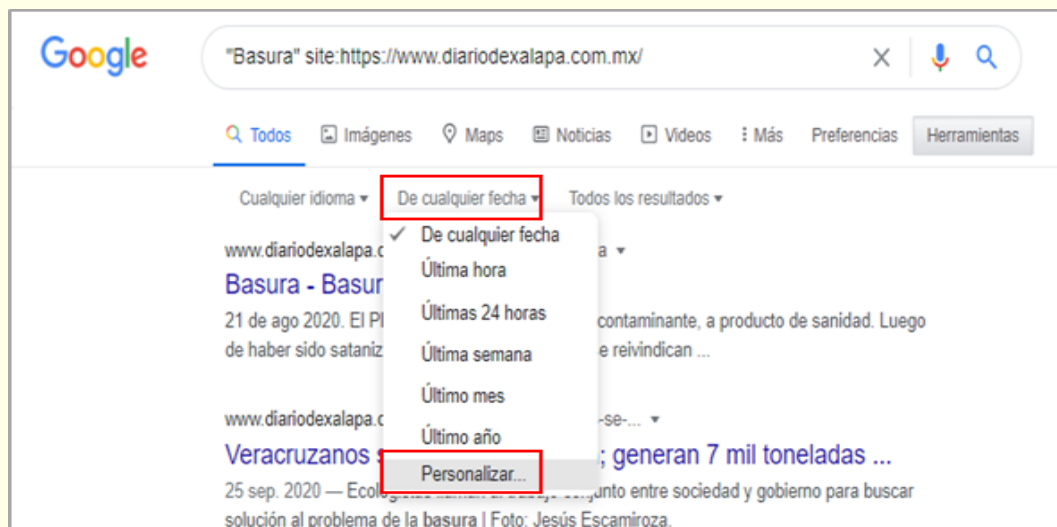 Google
"Basura" site:https://www.diariodexalapa.com.mx/
Todos Imágenes Maps Noticias Videos Más Preferencias Herramientas
Cualquier idioma De cualquier fecha Todos los resultados
De cualquier fecha
www.diariodexalapa.c a
Última hora
Basura - Basur
Últimas 24 horas
21 de ago 2020. El Pl contaminante, a producto de sanidad. Luego
de haber sido sataniz e reivindican ...
Última semana
Último mes
www.diariodexalapa.c -se-...
Último año
Veracruzanos s ; generan 7 mil toneladas ...
Personalizar...
25 sep. 2020 — junto entre sociedad y gobierno para buscar
solución al problema de la basura | Foto: Jesús Escamiroza.